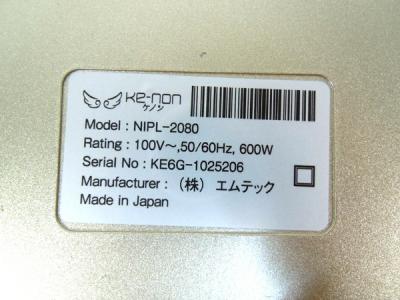 Ke-non
ケノン
Model : NIPL-2080
Rating : 100V~,50/60Hz, 600W
Serial No : KE6G-1025206
Manufacturer : （株）エムテック
Made in Japan